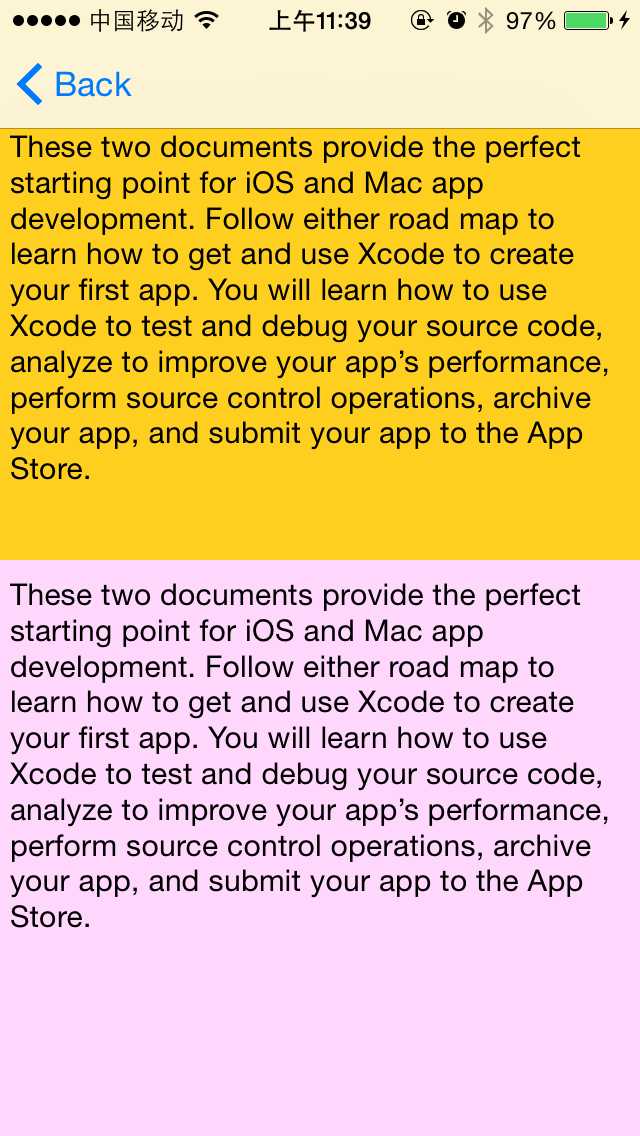 中国移动 上午11:39 97%
Back
These two documents provide the perfect
starting point for iOS and Mac app
development. Follow either road map to
learn how to get and use Xcode to create
your first app. You will learn how to use
Xcode to test and debug your source code,
analyze to improve your app’s performance,
perform source control operations, archive
your app, and submit your app to the App
Store.
These two documents provide the perfect
starting point for iOS and Mac app
development. Follow either road map to
learn how to get and use Xcode to create
your first app. You will learn how to use
Xcode to test and debug your source code,
analyze to improve your app’s performance,
perform source control operations, archive
your app, and submit your app to the App
Store.